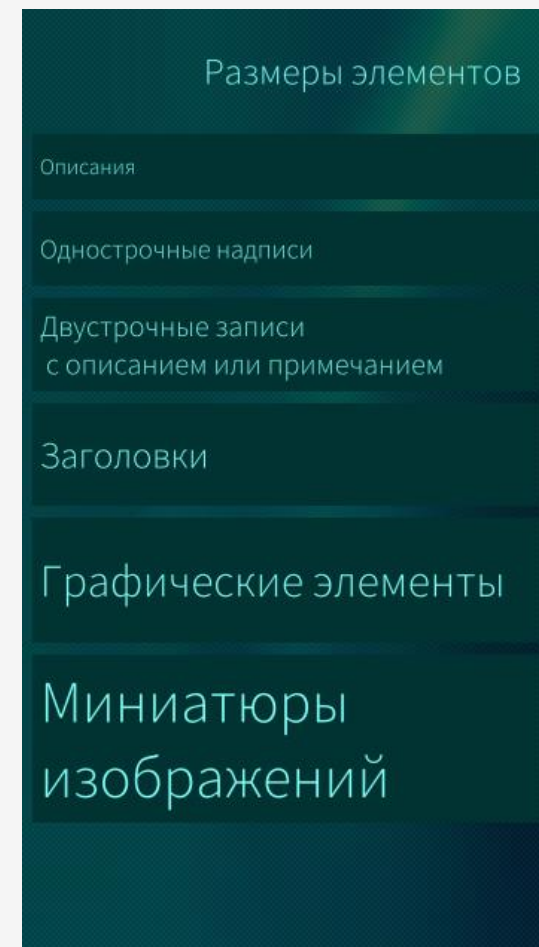 Размеры элементов
Описания
Однострочные надписи
Двустрочные записи
с описанием или примечанием
Заголовки
Графические элементы
Миниатюры
изображений